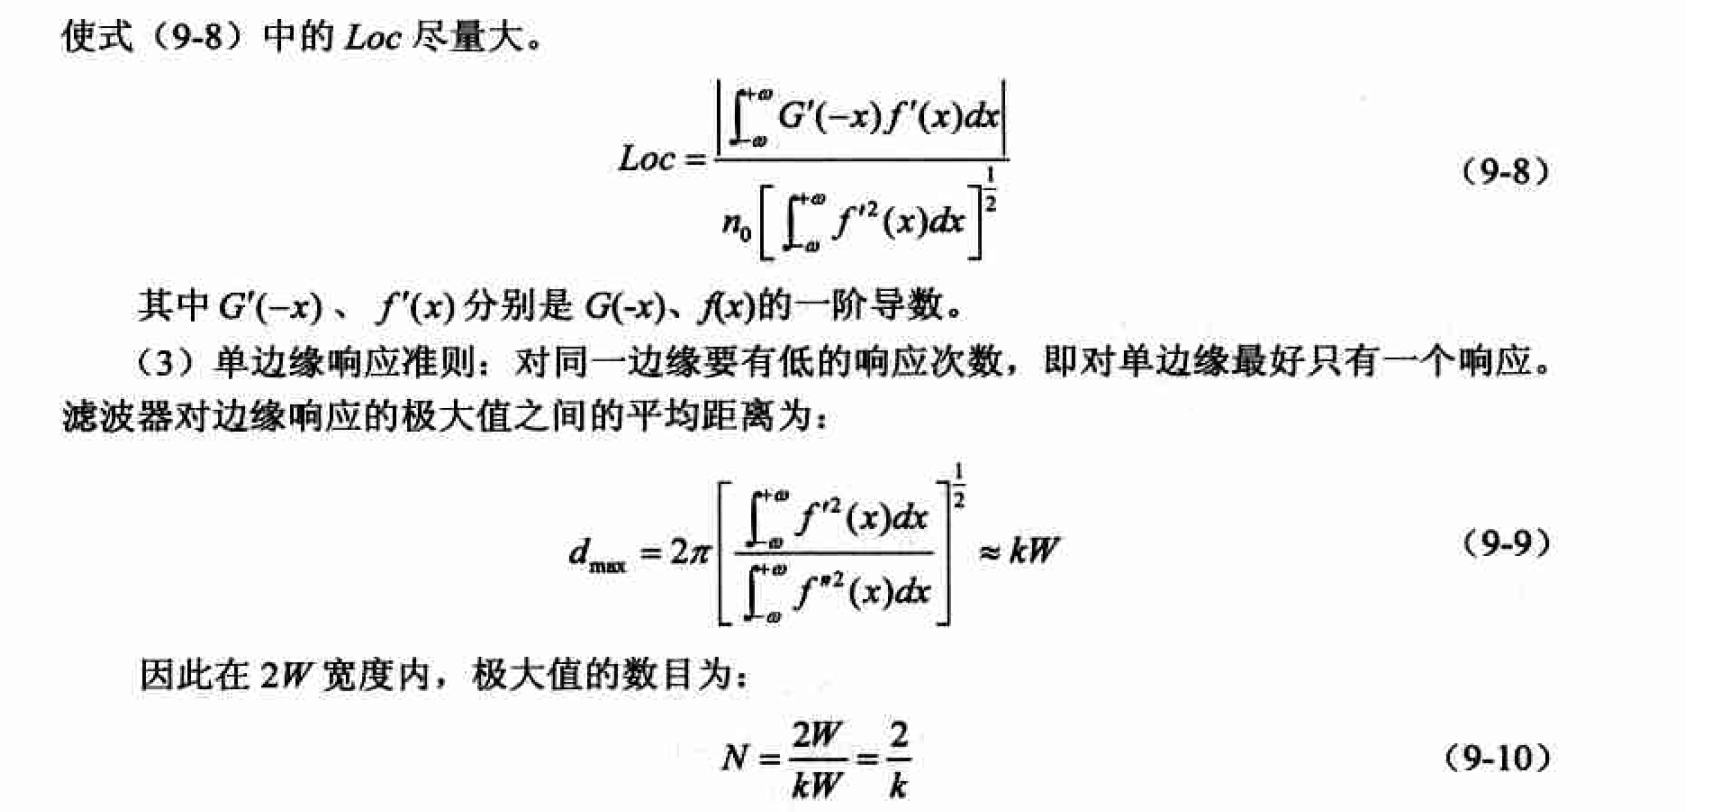 使式（9-8）中的 Loc 尽量大。
Loc = \frac{\left|\int_{-\omega}^{+\omega} G'(-x)f'(x)dx\right|}{n_0\left[\int_{-\omega}^{+\omega} f'^2(x)dx\right]^{\frac{1}{2}}} （9-8）
其中 G'(−x)、f'(x) 分别是 G(-x)、f(x)的一阶导数。
（3）单边缘响应准则：对同一边缘要有低的响应次数，即对单边缘最好只有一个响应。
滤波器对边缘响应的极大值之间的平均距离为：
d_{max} = 2π\left[\frac{\int_{-\omega}^{+\omega} f'^2(x)dx}{\int_{-\omega}^{+\omega} f''^2(x)dx}\right]^{\frac{1}{2}} ≈ kW （9-9）
因此在 2W 宽度内，极大值的数目为：
N = \frac{2W}{kW} = \frac{2}{k} （9-10）